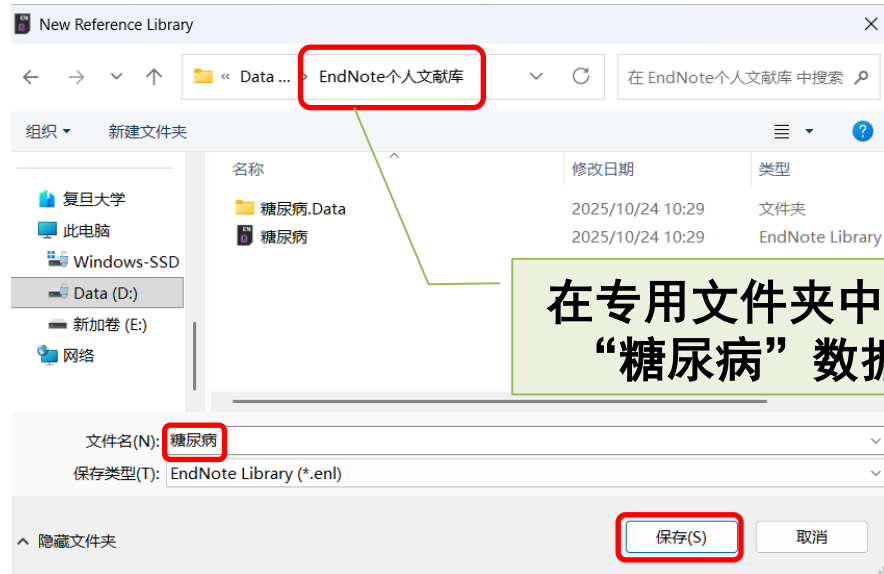 New Reference Library
« Data ... › EndNote个人文献库
在 EndNote个人文献库 中搜索
组织 新建文件夹
名称 修改日期 类型
复旦大学
此电脑
Windows-SSD
Data (D:)
新加卷 (E:)
网络
糖尿病.Data 2025/10/24 10:29 文件夹
糖尿病 2025/10/24 10:29 EndNote Library
在专用文件夹中
“糖尿病”数据
文件名(N): 糖尿病
保存类型(T): EndNote Library (*.enl)
隐藏文件夹
保存(S) 取消